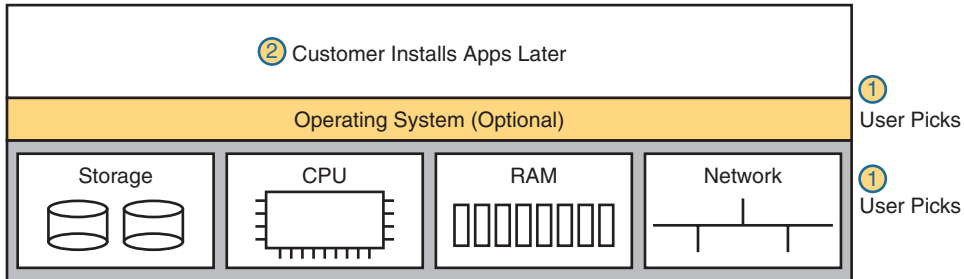 2 Customer Installs Apps Later
1
User Picks
Operating System (Optional)
Storage
CPU
RAM
Network
1
User Picks